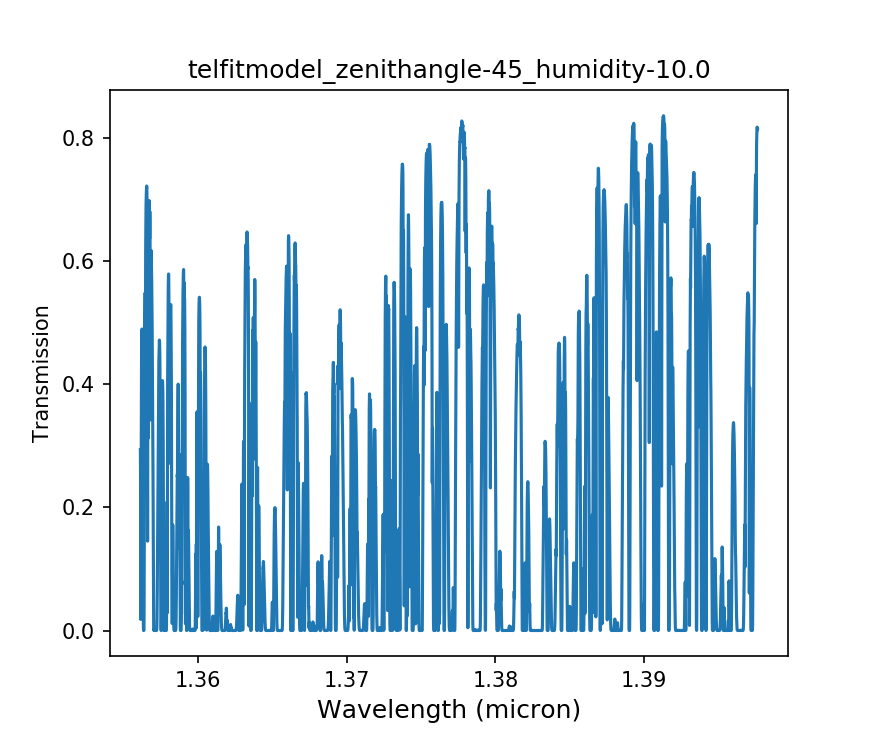 telfitmodel_zenithangle-45_humidity-10.0
0.8
0.6
0.4
0.2
0.0
Transmission
1.36 1.37 1.38 1.39
Wavelength (micron)